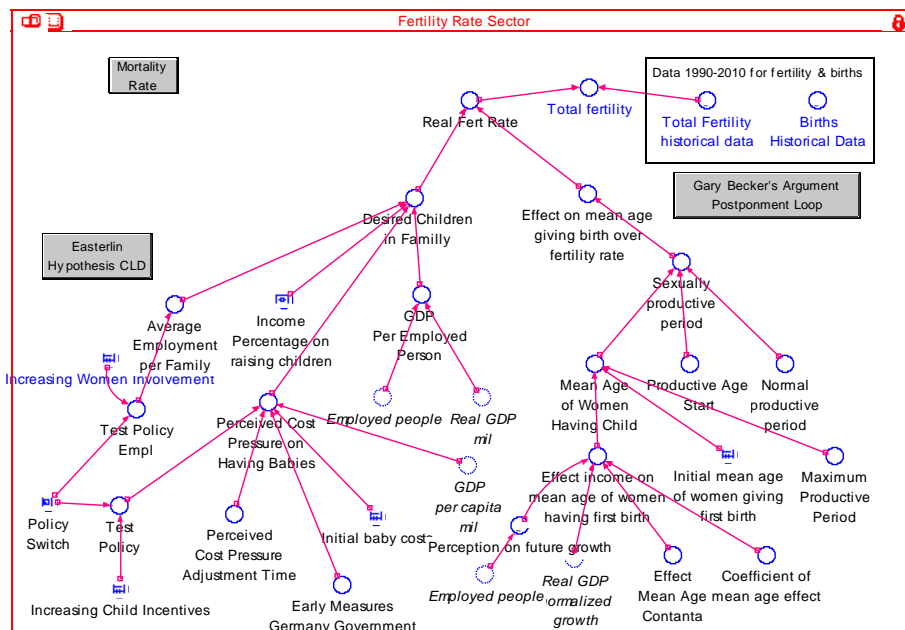 Fertility Rate Sector
Mortality
Rate
Data 1990-2010 for fertility & births
Total fertility
Real Fert Rate
Total Fertility
historical data
Births
Historical Data
Gary Becker's Argument
Postponment Loop
Desired Children
in Familly
Effect on mean age
giving birth over
fertility rate
Easterlin
Hypothesis CLD
Sexually
productive
period
Average
Employment
per Family
Income
Percentage on
raising children
GDP
Per Employed
Person
Increasing Women Involvement
Mean Age
of Women
Having Child
Productive Age
Start
Normal
productive
period
Test Policy
Empl
Perceived Cost
Pressure on
Having Babies
Employed people
Real GDP
mil
GDP
per capita
mil
Effect income on
mean age of women
having first birth
Initial mean age
of women giving
first birth
Maximum
Productive
Period
Policy
Switch
Test
Policy
Perceived
Cost Pressure
Adjustment Time
Initial baby costs
Perception on future growth
Increasing Child Incentives
Early Measures
Germany Government
Employed people
Real GDP
normalized
growth
Effect
Mean Age
Contanta
Coefficient of
mean age effect